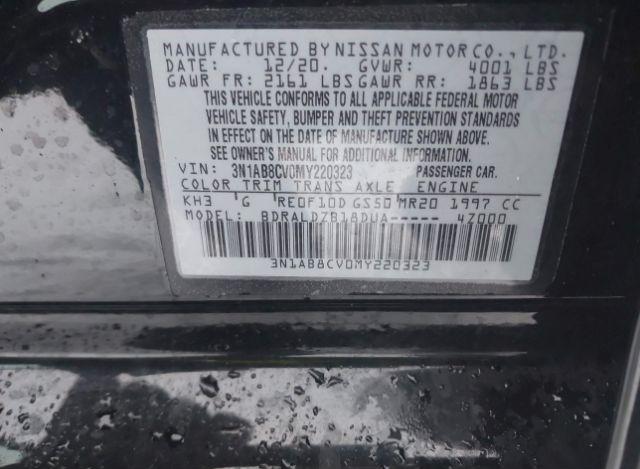 MANUFACTURED BY NISSAN MOTOR CO., LTD.
DATE: 12/20. GVWR: 4001 LBS
GAWR FR: 2161 LBS GAWR RR: 1863 LBS
THIS VEHICLE CONFORMS TO ALL APPLICABLE FEDERAL MOTOR
VEHICLE SAFETY, BUMPER AND THEFT PREVENTION STANDARDS
IN EFFECT ON THE DATE OF MANUFACTURE SHOWN ABOVE.
SEE OWNER'S MANUAL FOR ADDITIONAL INFORMATION.
VIN: 3N1AB8CV0MY220323 PASSENGER CAR.
COLOR TRIM TRANS AXLE ENGINE
KH3 'G RE0F10D GS50 MR20 1997 CC
MODEL: BDRALDZB18DUA----- 4Z000
3N1AB8CV0MY220323